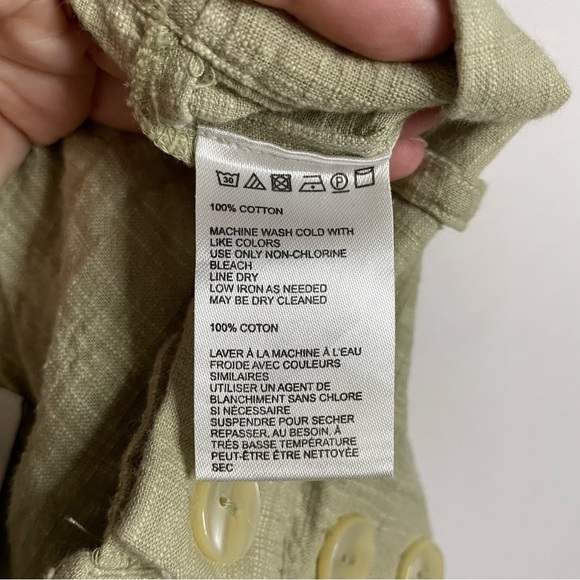 30 P
100% COTTON
MACHINE WASH COLD WITH
LIKE COLORS
USE ONLY NON-CHLORINE
BLEACH
LINE DRY
LOW IRON AS NEEDED
MAY BE DRY CLEANED
100% COTON
LAVER À LA MACHINE À L'EAU
FROIDE AVEC COULEURS
SIMILAIRES
UTILISER UN AGENT DE
BLANCHIMENT SANS CHLORE
SI NÉCESSAIRE
SUSPENDRE POUR SECHER
REPASSER, AU BESOIN, À
TRÈS BASSE TEMPÉRATURE
PEUT-ÊTRE ÊTRE NETTOYÉE
SEC